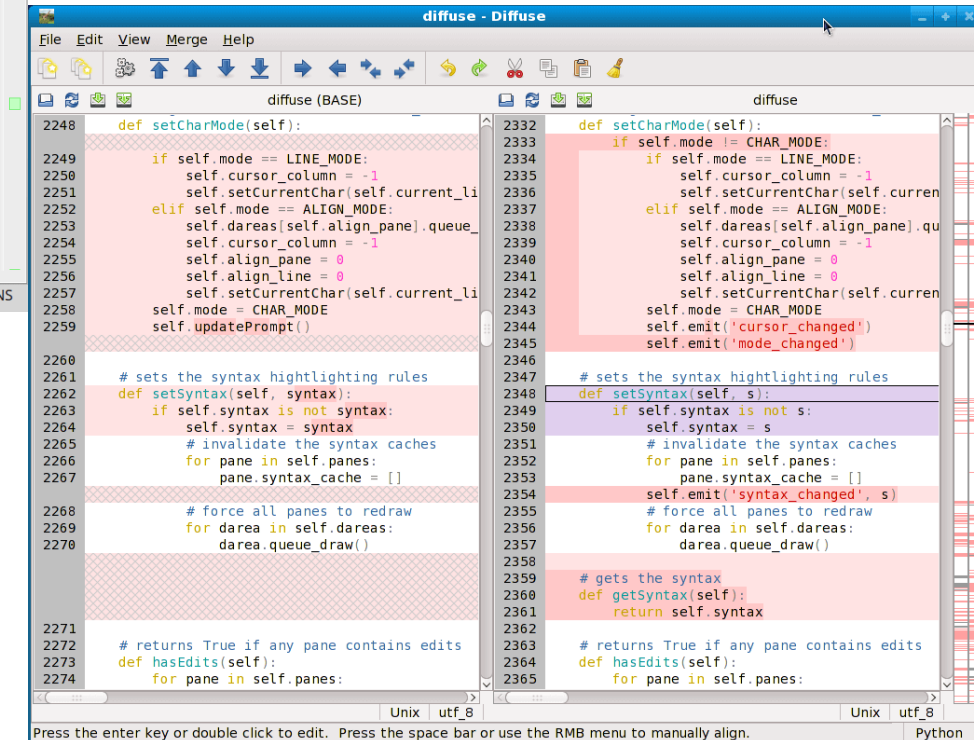 diffuse - Diffuse
File Edit View Merge Help
diffuse (BASE)
2248 def setCharMode(self):
2249 if self.mode == LINE_MODE:
2250 self.cursor_column = -1
2251 self.setCurrentChar(self.current_li
2252 elif self.mode == ALIGN_MODE:
2253 self.dareas[self.align_pane].queue_
2254 self.cursor_column = -1
2255 self.align_pane = 0
2256 self.align_line = 0
2257 self.setCurrentChar(self.current_li
2258 self.mode = CHAR_MODE
2259 self.updatePrompt()
2260
2261 # sets the syntax hightlighting rules
2262 def setSyntax(self, syntax):
2263 if self.syntax is not syntax:
2264 self.syntax = syntax
2265 # invalidate the syntax caches
2266 for pane in self.panes:
2267 pane.syntax_cache = []
2268 # force all panes to redraw
2269 for darea in self.dareas:
2270 darea.queue_draw()
2271
2272 # returns True if any pane contains edits
2273 def hasEdits(self):
2274 for pane in self.panes:
Unix utf_8
diffuse
2332 def setCharMode(self):
2333 if self.mode != CHAR_MODE:
2334 if self.mode == LINE_MODE:
2335 self.cursor_column = -1
2336 self.setCurrentChar(self.curren
2337 elif self.mode == ALIGN_MODE:
2338 self.dareas[self.align_pane].qu
2339 self.cursor_column = -1
2340 self.align_pane = 0
2341 self.align_line = 0
2342 self.setCurrentChar(self.curren
2343 self.mode = CHAR_MODE
2344 self.emit('cursor_changed')
2345 self.emit('mode_changed')
2346
2347 # sets the syntax hightlighting rules
2348 def setSyntax(self, s):
2349 if self.syntax is not s:
2350 self.syntax = s
2351 # invalidate the syntax caches
2352 for pane in self.panes:
2353 pane.syntax_cache = []
2354 self.emit('syntax_changed', s)
2355 # force all panes to redraw
2356 for darea in self.dareas:
2357 darea.queue_draw()
2358
2359 # gets the syntax
2360 def getSyntax(self):
2361 return self.syntax
2362
2363 # returns True if any pane contains edits
2364 def hasEdits(self):
2365 for pane in self.panes:
Unix utf_8
Press the enter key or double click to edit. Press the space bar or use the RMB menu to manually align. Python
NS